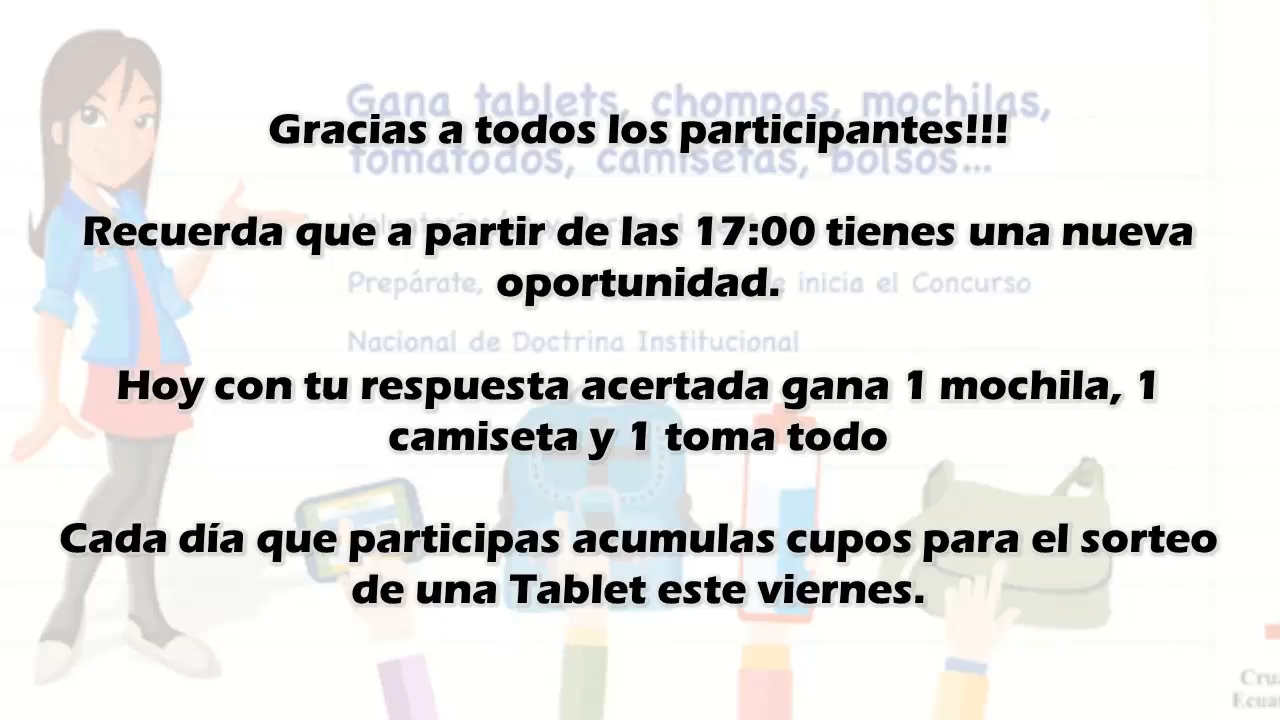 Gana tablets, chompas, mochilas,
Gracias a todos los participantes!!!
tomatodos, camisetas, bolsos...
Recuerda que a partir de las 17:00 tienes una nueva
oportunidad.
Prepárate, inicia el Concurso
Nacional de Doctrina Institucional
Hoy con tu respuesta acertada gana 1 mochila, 1
camiseta y 1 toma todo
Cada día que participas acumulas cupos para el sorteo
de una Tablet este viernes.